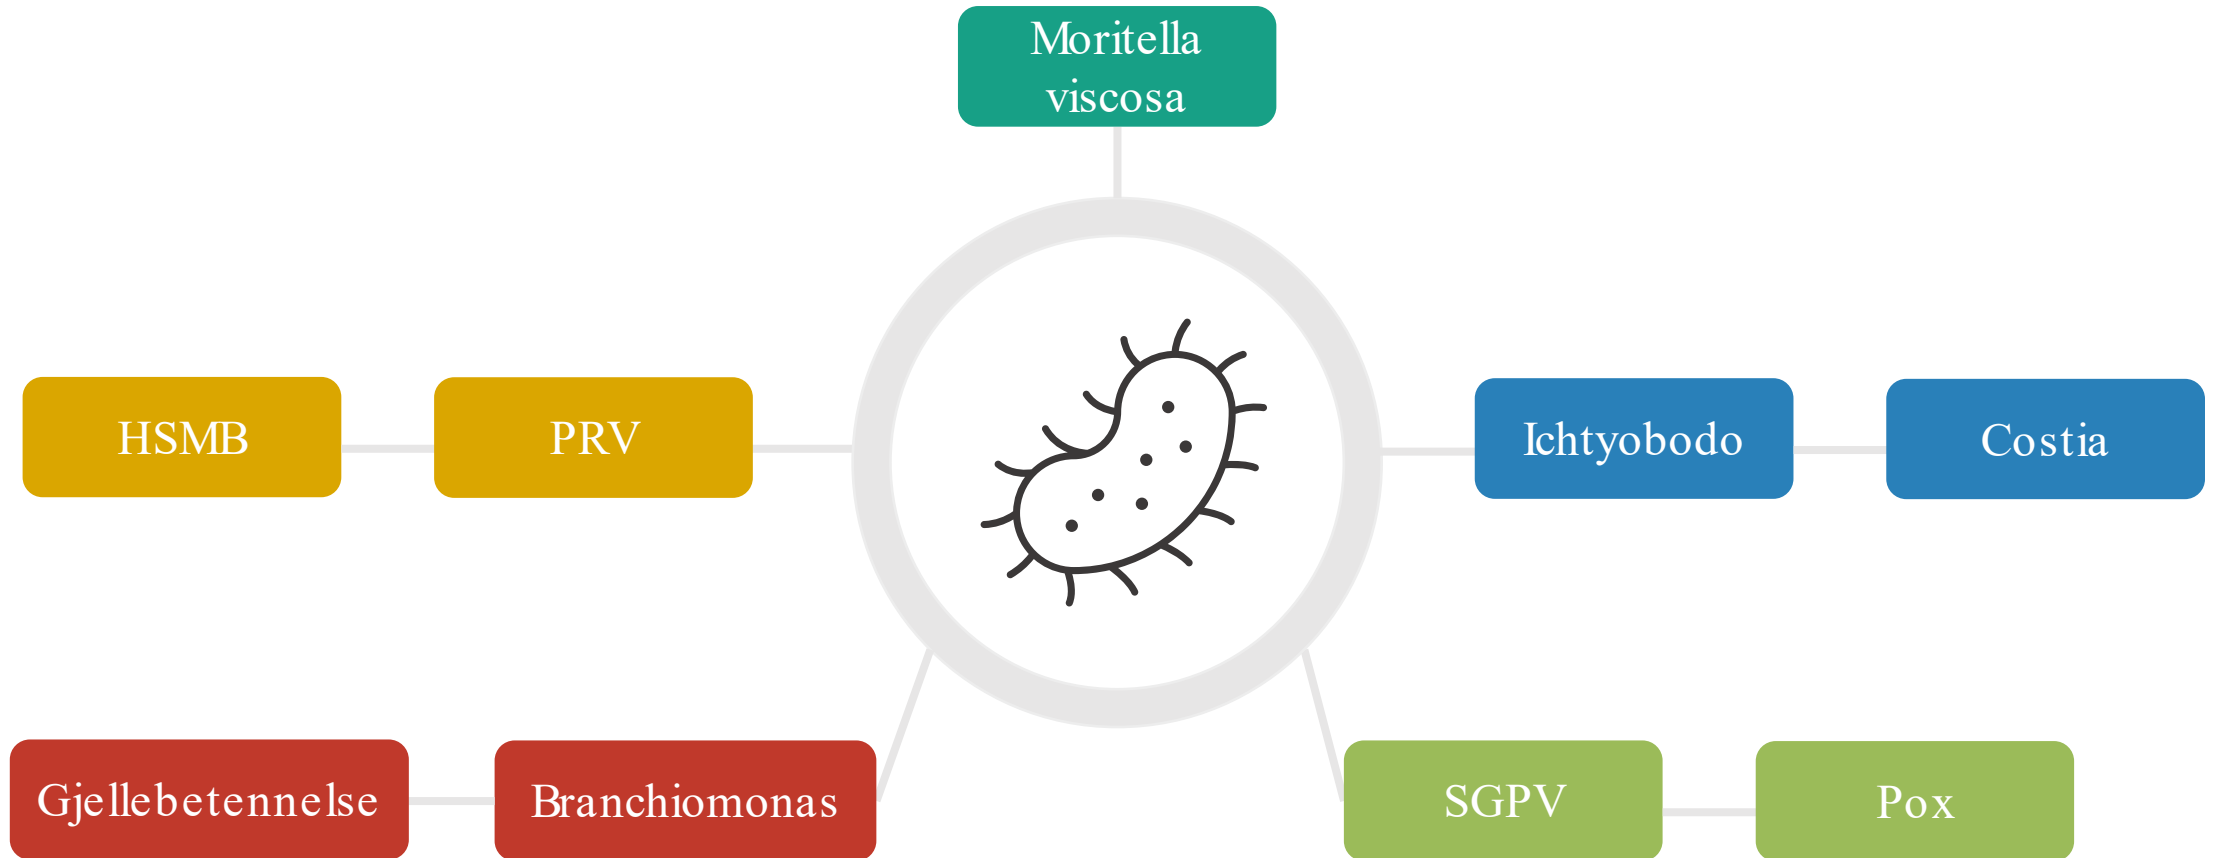 Moritella
viscosa
HSMB
PRV
Ichtyobodo
Costia
Gjellebetennelse
Branchiomonas
SGPV
Pox